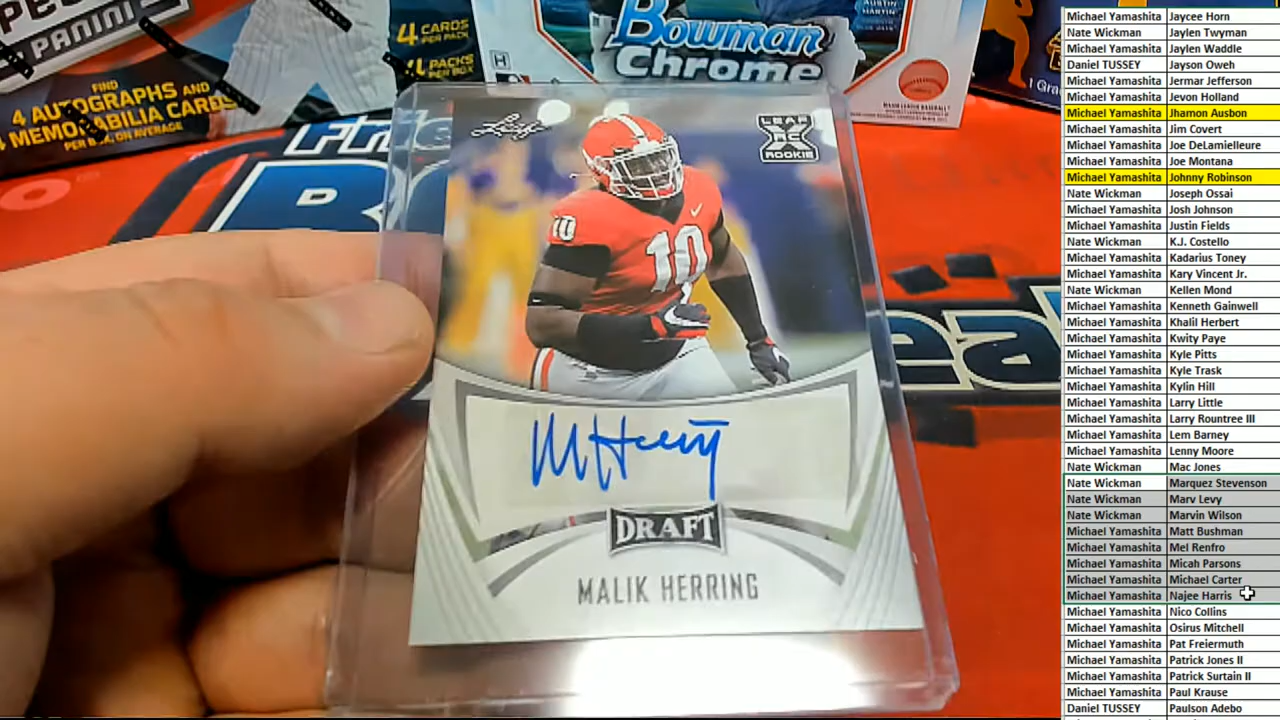 SPEC
PANINI
FIND
4 AUTOGRAPHS AND
4 MEMORABILIA CARDS
PER BOX, ON AVERAGE
4 CARDS
PER PACK
PACKS
PER BOX
Bowman
Chrome
AUSTIN
MARTIN
MAJOR LEAGUE BASEBALL
1 Gra
Leaf
LEAF
RC
ROOKIE
10
10
DRAFT
MALIK HERRING
Michael Yamashita Jaycee Horn
Nate Wickman Jaylen Twyman
Michael Yamashita Jaylen Waddle
Daniel TUSSEY Jayson Oweh
Michael Yamashita Jermar Jefferson
Michael Yamashita Jevon Holland
Michael Yamashita Jhamon Ausbon
Michael Yamashita Jim Covert
Michael Yamashita Joe DeLamielleure
Michael Yamashita Joe Montana
Michael Yamashita Johnny Robinson
Nate Wickman Joseph Ossai
Michael Yamashita Josh Johnson
Michael Yamashita Justin Fields
Nate Wickman K.J. Costello
Michael Yamashita Kadarius Toney
Michael Yamashita Kary Vincent Jr.
Nate Wickman Kellen Mond
Michael Yamashita Kenneth Gainwell
Michael Yamashita Khalil Herbert
Michael Yamashita Kwity Paye
Michael Yamashita Kyle Pitts
Michael Yamashita Kyle Trask
Michael Yamashita Kylin Hill
Michael Yamashita Larry Little
Michael Yamashita Larry Rountree III
Michael Yamashita Lem Barney
Michael Yamashita Lenny Moore
Nate Wickman Mac Jones
Nate Wickman Marquez Stevenson
Nate Wickman Marv Levy
Nate Wickman Marvin Wilson
Michael Yamashita Matt Bushman
Michael Yamashita Mel Renfro
Michael Yamashita Micah Parsons
Michael Yamashita Michael Carter
Michael Yamashita Najee Harris
Michael Yamashita Nico Collins
Michael Yamashita Osirus Mitchell
Michael Yamashita Pat Freiermuth
Michael Yamashita Patrick Jones II
Michael Yamashita Patrick Surtain II
Michael Yamashita Paul Krause
Daniel TUSSEY Paulson Adebo